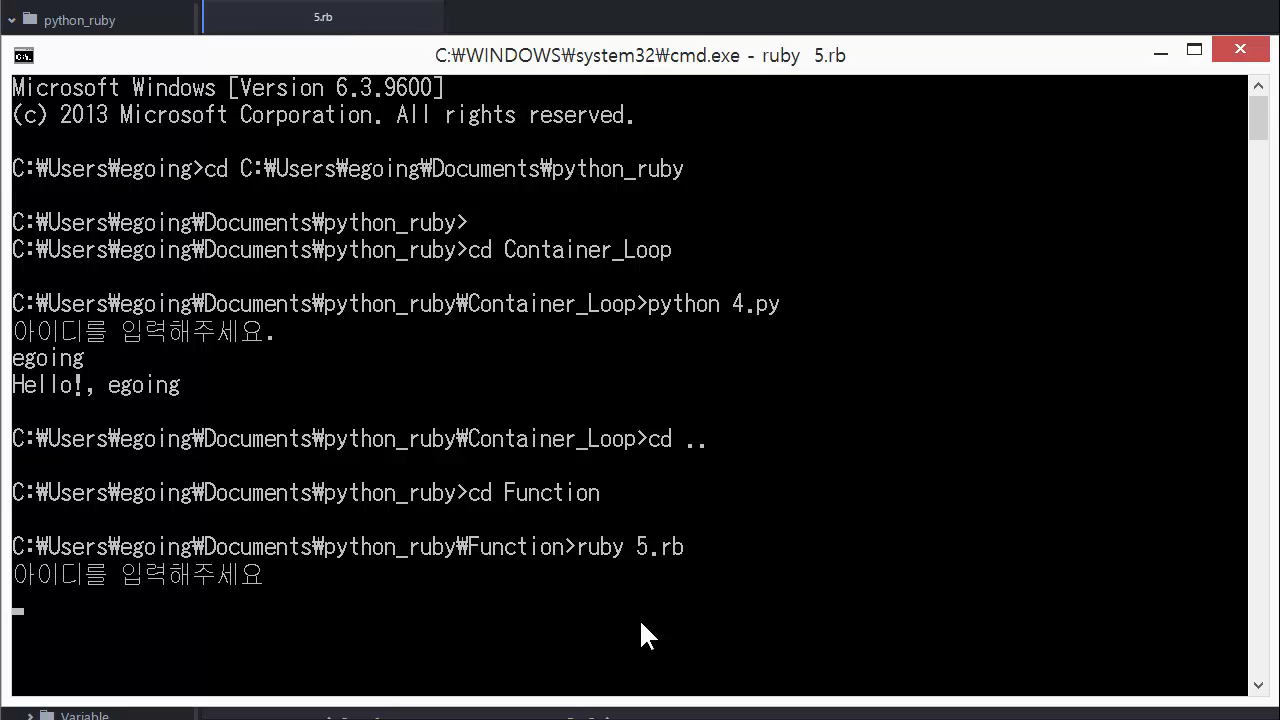 python_ruby
5.rb
C:₩WINDOWS₩system32₩cmd.exe - ruby 5.rb
Microsoft Windows [Version 6.3.9600]
(c) 2013 Microsoft Corporation. All rights reserved.
C:₩Users₩egoing>cd C:₩Users₩egoing₩Documents₩python_ruby
C:₩Users₩egoing₩Documents₩python_ruby>
C:₩Users₩egoing₩Documents₩python_ruby>cd Container_Loop
C:₩Users₩egoing₩Documents₩python_ruby₩Container_Loop>python 4.py
아이디를 입력해주세요.
egoing
Hello!, egoing
C:₩Users₩egoing₩Documents₩python_ruby₩Container_Loop>cd ..
C:₩Users₩egoing₩Documents₩python_ruby>cd Function
C:₩Users₩egoing₩Documents₩python_ruby₩Function>ruby 5.rb
아이디를 입력해주세요
Variable